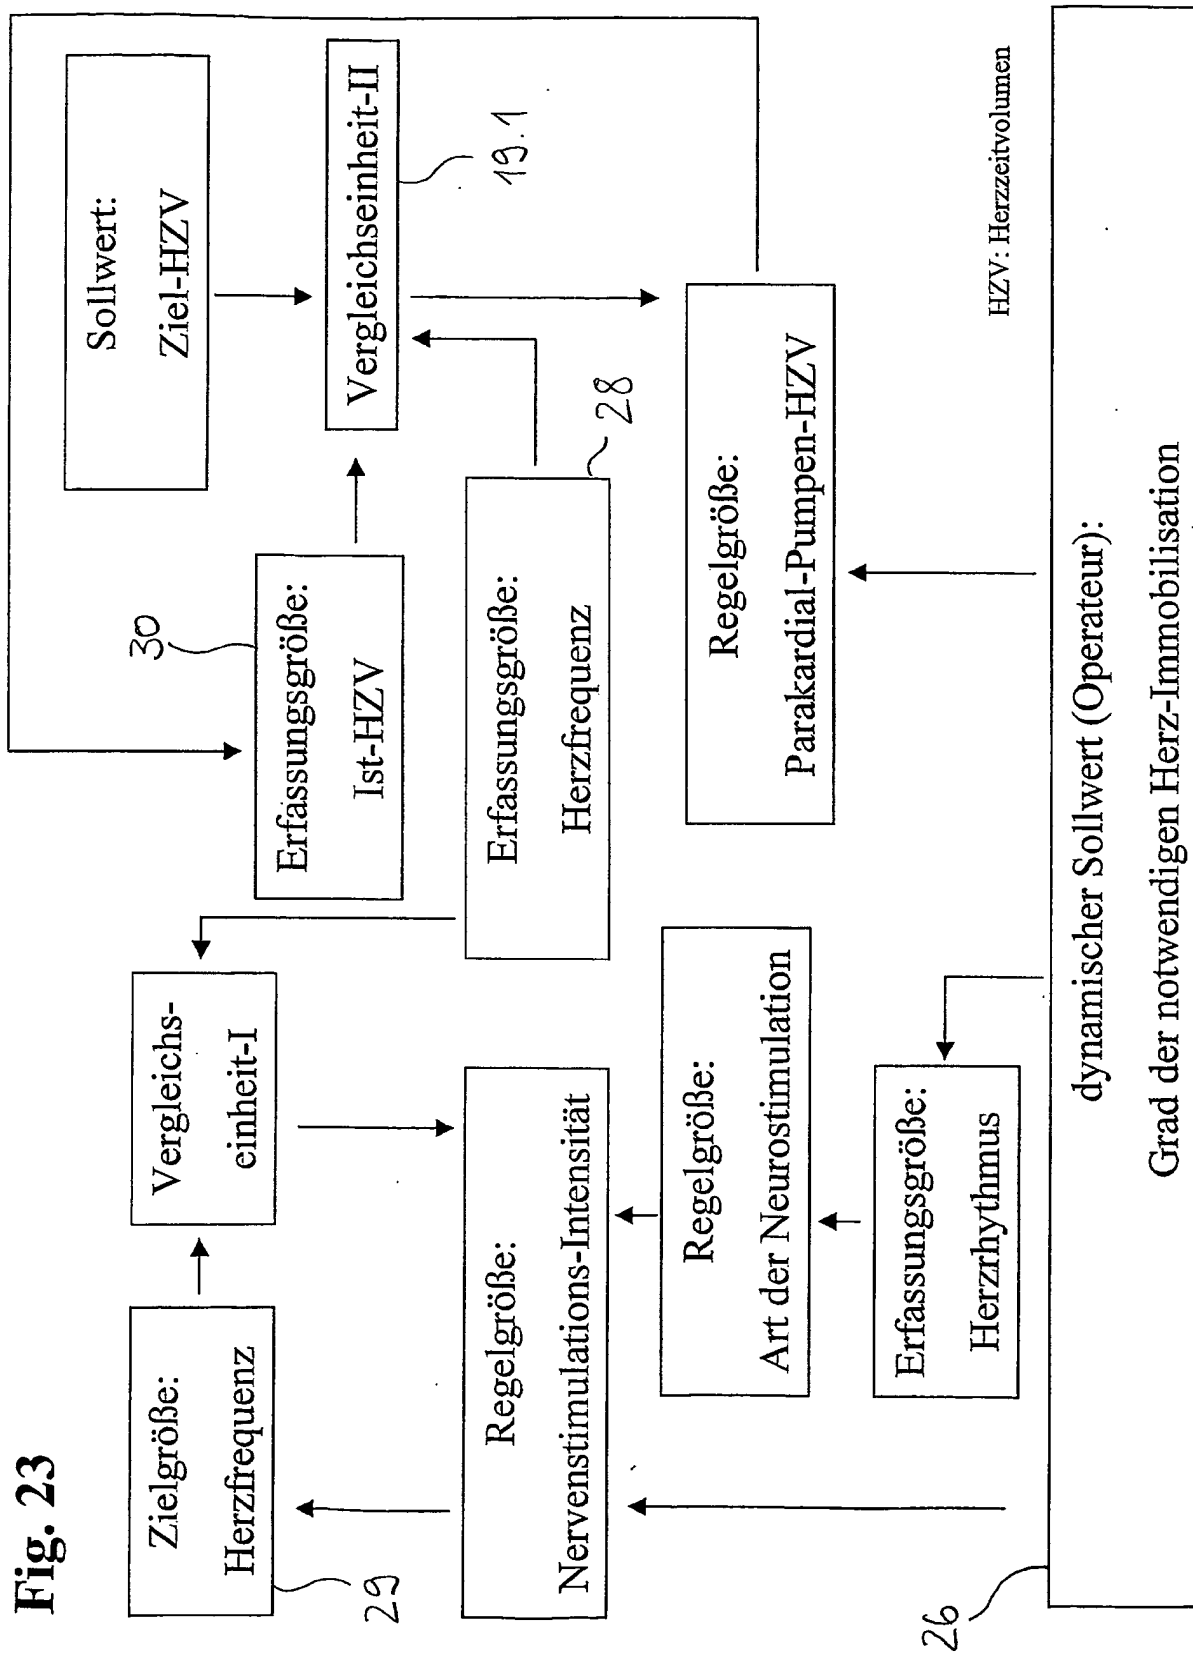 Fig. 23
Zielgröße:
Herzfrequenz
29
Vergleichs-
einheit-I
30
Erfassungsgröße:
Ist-HZV
Sollwert:
Ziel-HZV
Vergleichseinheit-II
19.1
Regelgröße:
Nervenstimulations-Intensität
Erfassungsgröße:
Herzfrequenz
28
Regelgröße:
Art der Neurostimulation
Regelgröße:
Parakardial-Pumpen-HZV
Erfassungsgröße:
Herzrhythmus
HZV: Herzzeitvolumen
26
dynamischer Sollwert (Operateur):
Grad der notwendigen Herz-Immobilisation